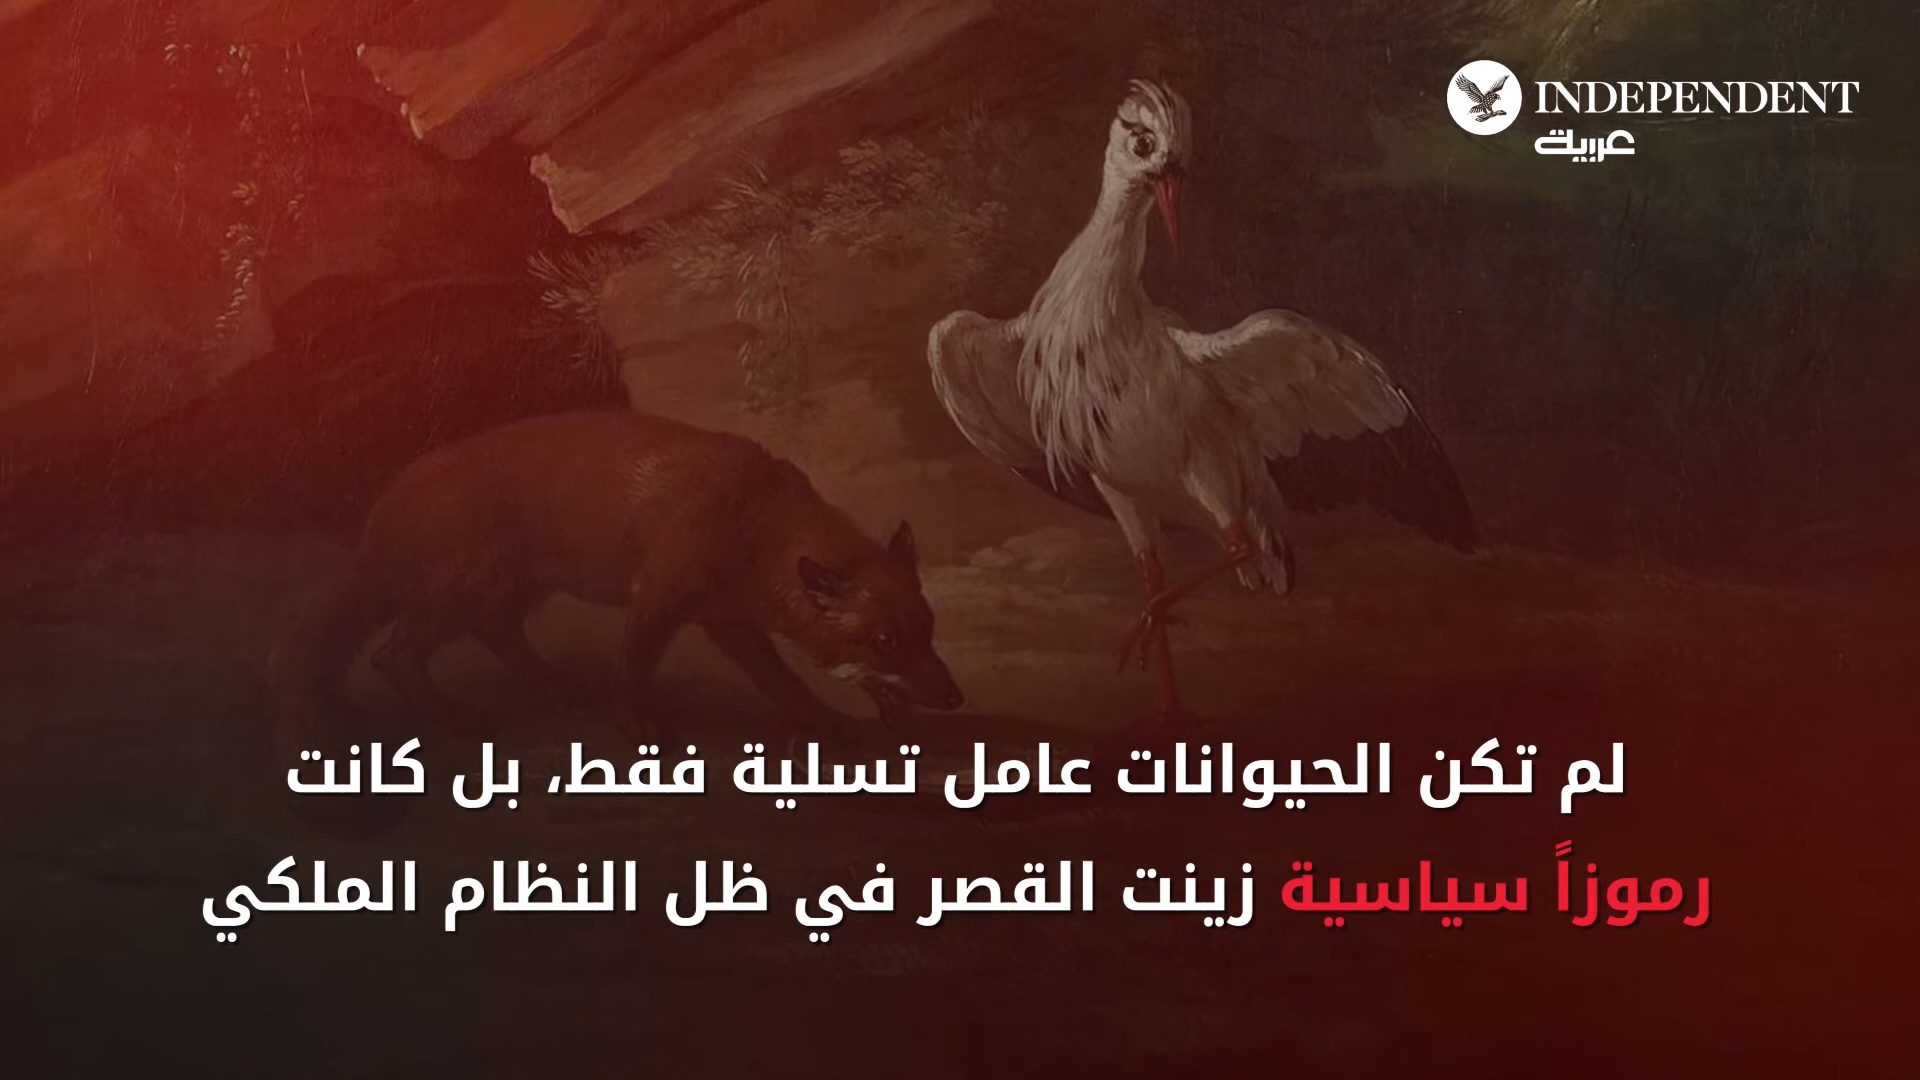 INDEPENDENT
عربية
لم تكن الحيوانات عامل تسلية فقط، بل كانت
رموزاً سياسية زينت القصر في ظل النظام الملكي